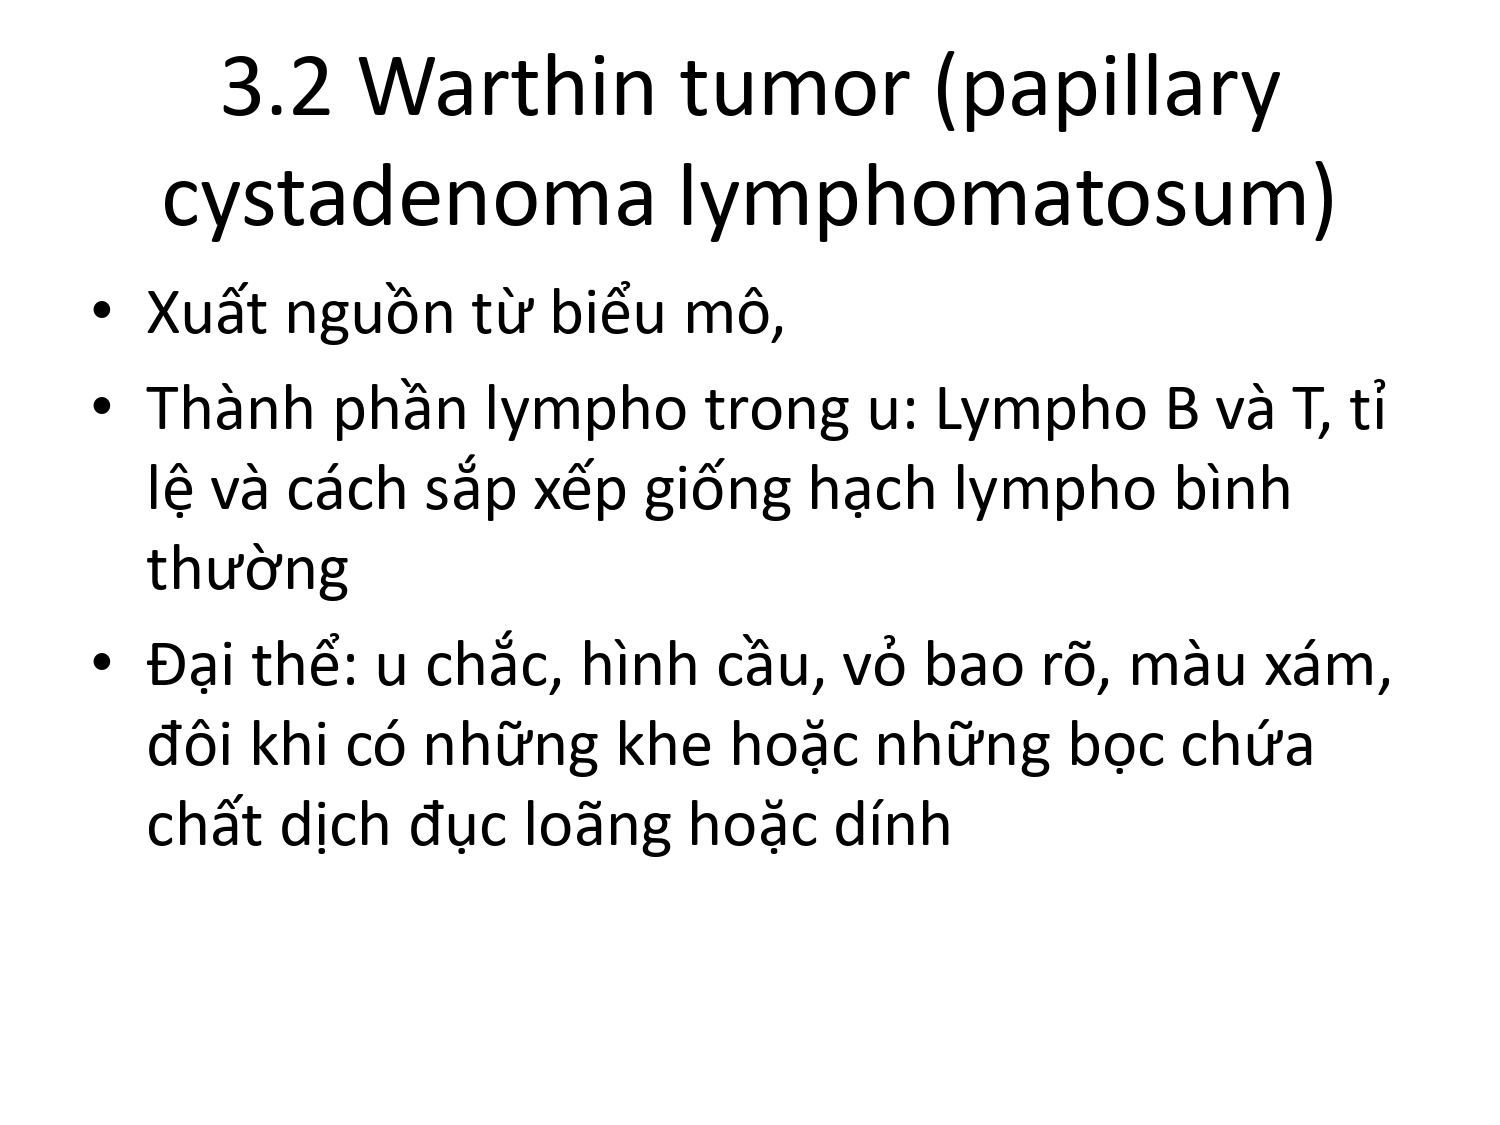 3.2 Warthin tumor (papillary
cystadenoma lymphomatosum)
• Xuất nguồn từ biểu mô,
• Thành phần lympho trong u: Lympho B và T, tỉ
lệ và cách sắp xếp giống hạch lympho bình
thường
• Đại thể: u chắc, hình cầu, vỏ bao rõ, màu xám,
đôi khi có những khe hoặc những bọc chứa
chất dịch đục loãng hoặc dính